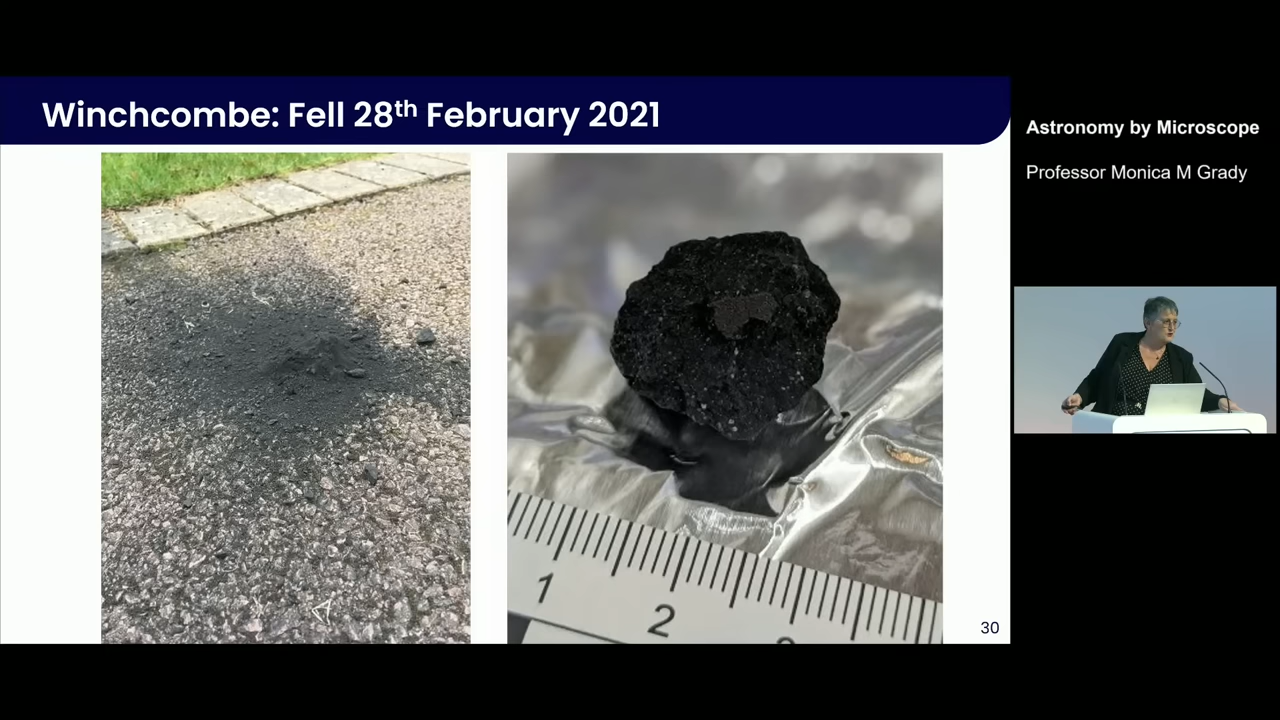 Winchcombe: Fell 28th February 2021
Astronomy by Microscope
Professor Monica M Grady
1
2
30